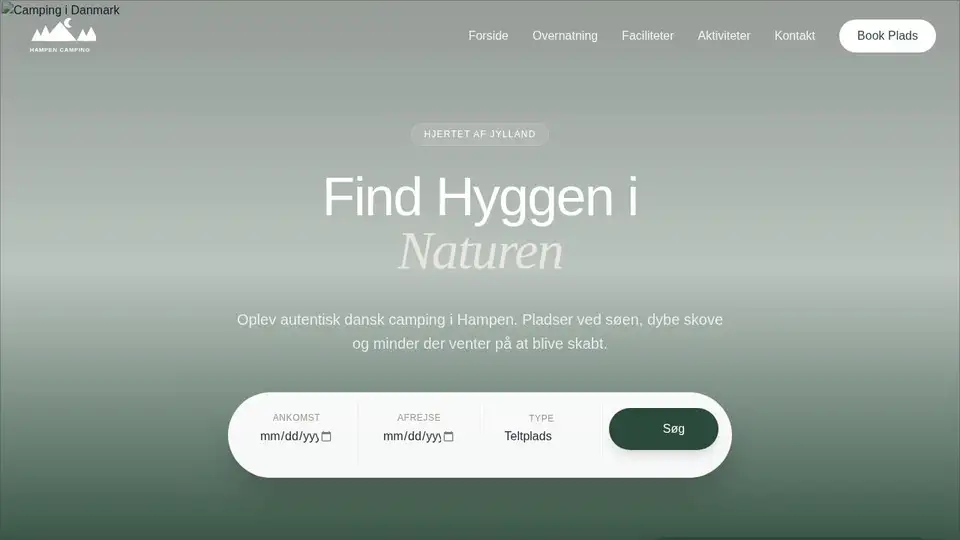 Camping i Danmark
HAMPEN CAMPING
Forside
Overnatning
Faciliteter
Aktiviteter
Kontakt
Book Plads
HJERTET AF JYLLAND
Find Hyggen i
Naturen
Oplev autentisk dansk camping i Hampen. Pladser ved søen, dybe skove
og minder der venter på at blive skabt.
ANKOMST
mm/dd/yyy
AFREJSE
mm/dd/yyy
TYPE
Teltplads
Søg